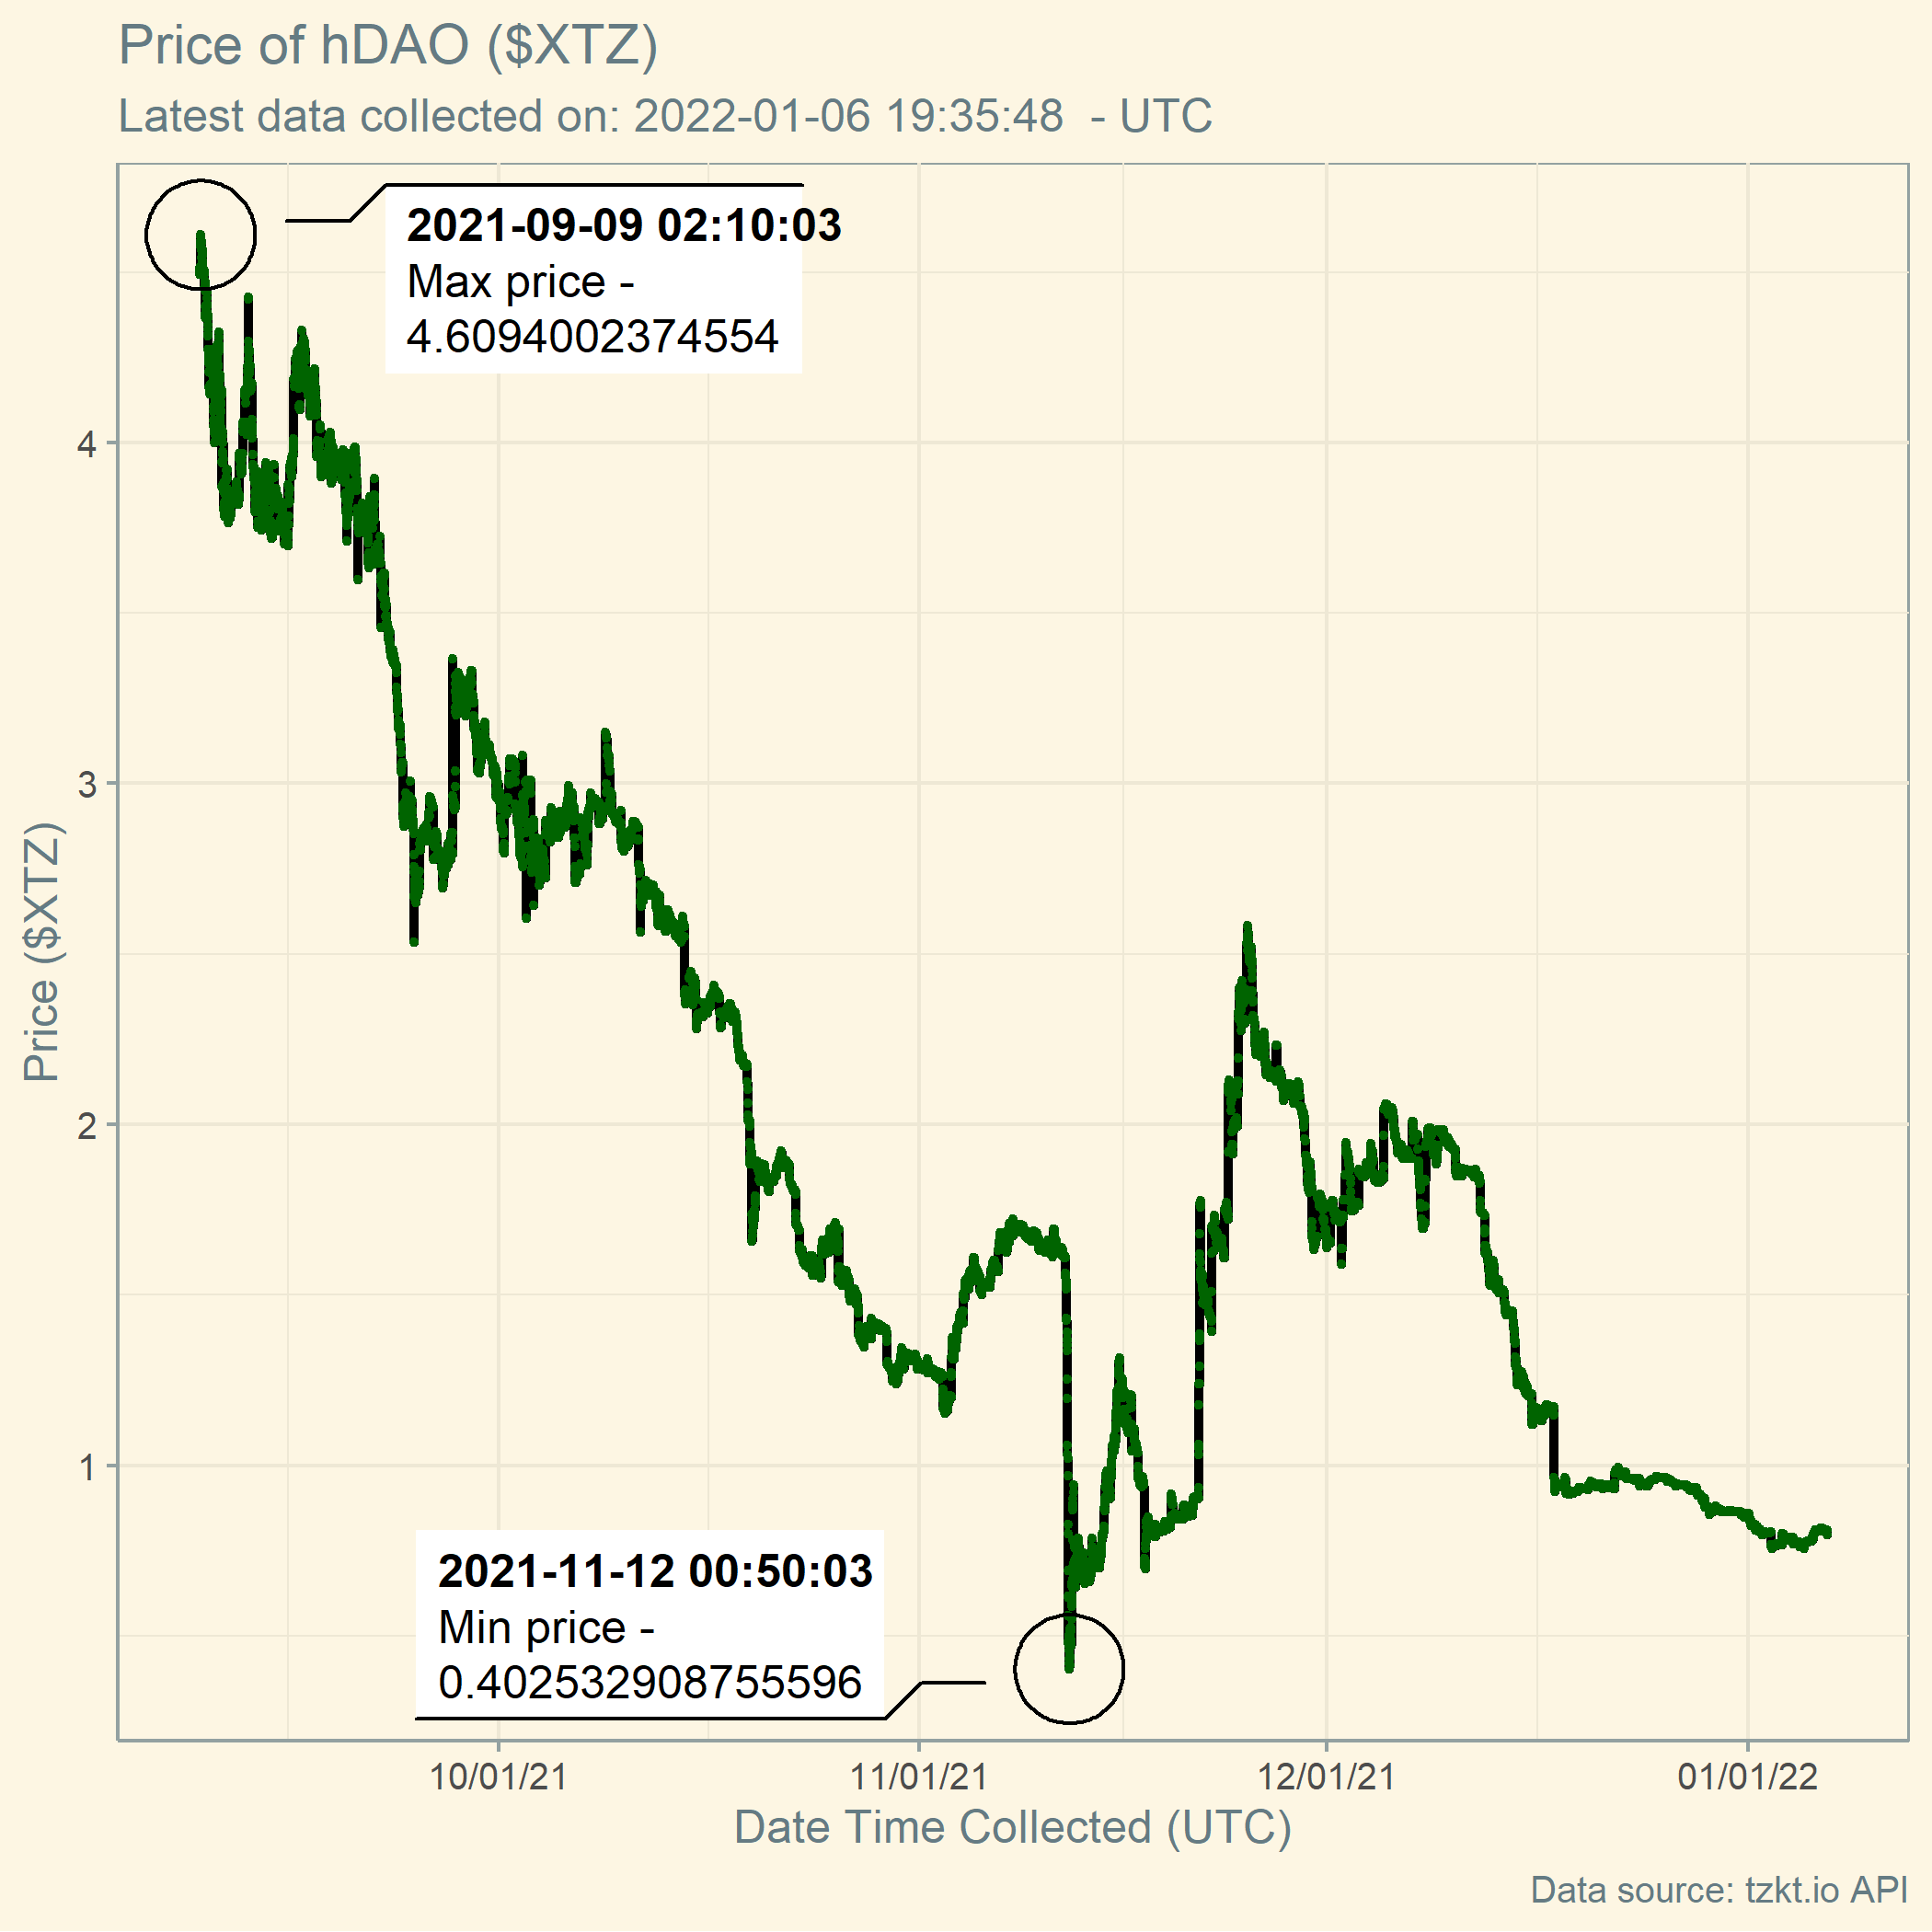 Price of hDAO ($XTZ)
Latest data collected on: 2022-01-06 19:35:48  - UTC
2021-09-09 02:10:03
Max price -
4.6094002374554
4
3
2
1
Price ($XTZ)
2021-11-12 00:50:03
Min price -
0.402532908755596
10/01/21
11/01/21
12/01/21
01/01/22
Date Time Collected (UTC)
Data source: tzkt.io API